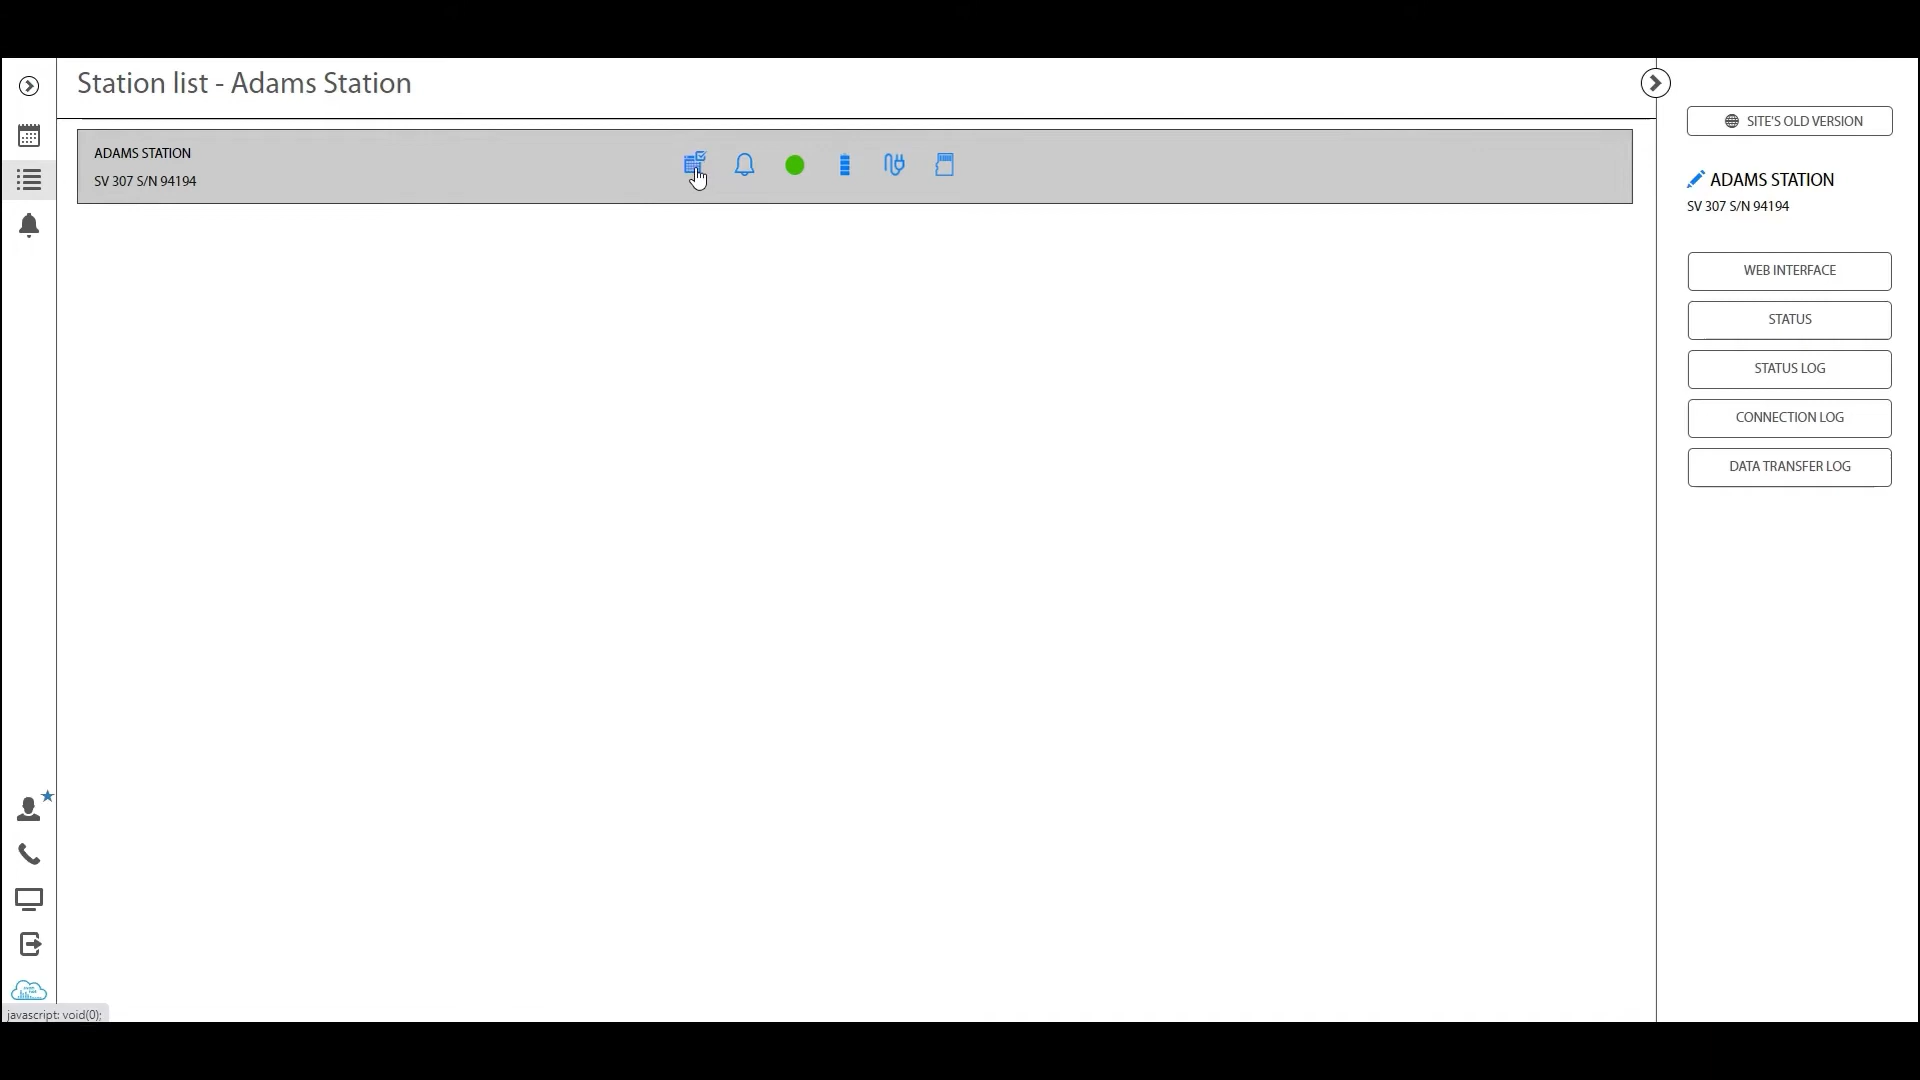 Station list - Adams Station
SITE'S OLD VERSION
ADAMS STATION
SV 307 S/N 94194
ADAMS STATION
SV 307 S/N 94194
WEB INTERFACE
STATUS
STATUS LOG
CONNECTION LOG
DATA TRANSFER LOG
javascript: void(0);